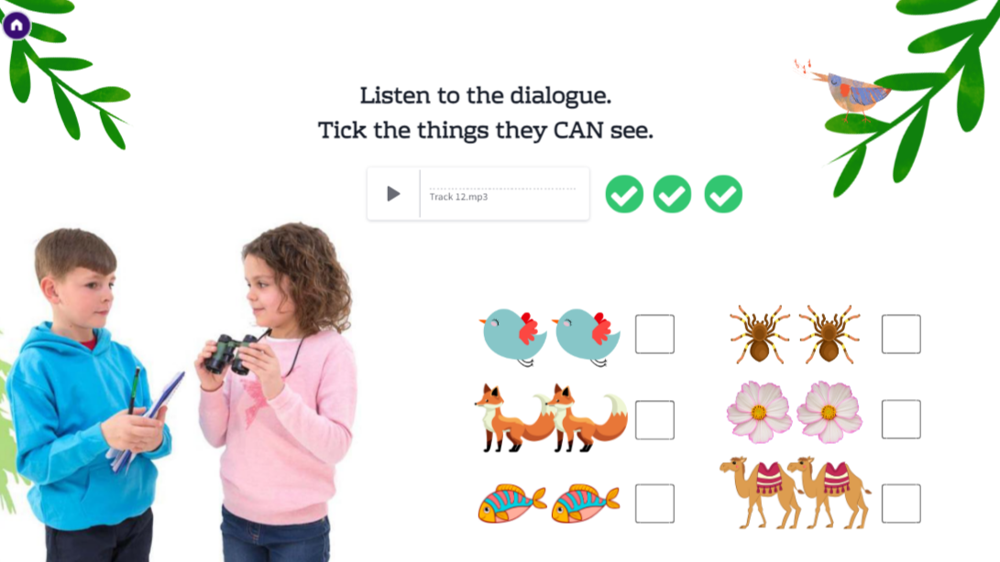 Listen to the dialogue.
Tick the things they CAN see.
Track 12.mp3